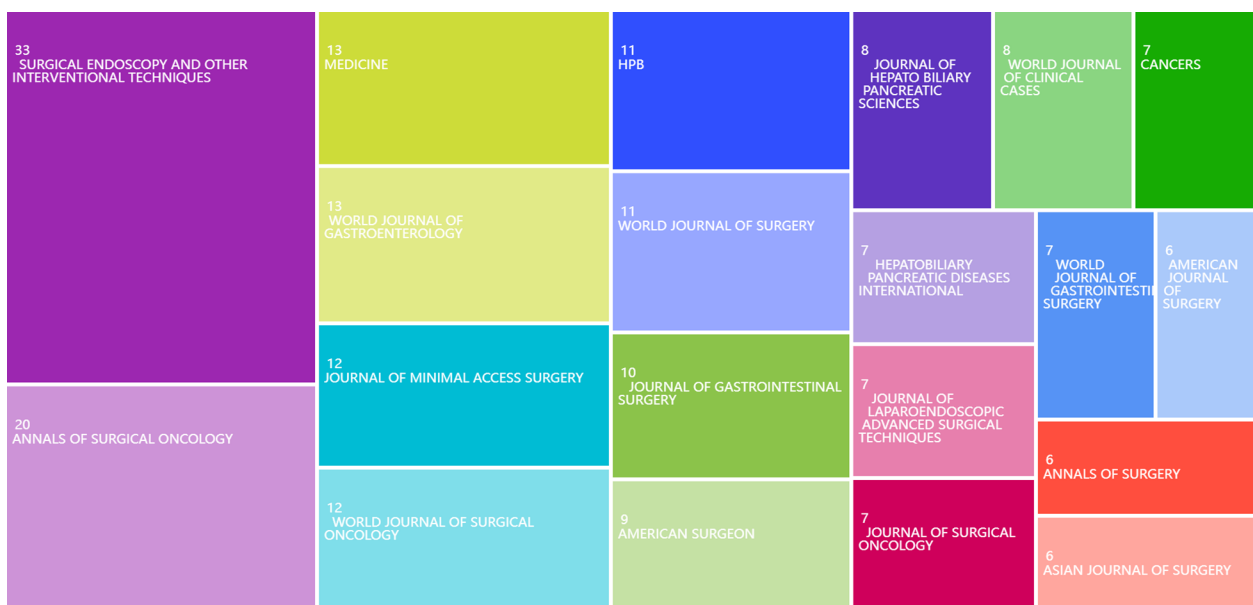 33
SURGICAL ENDOSCOPY AND OTHER
INTERVENTIONAL TECHNIQUES
20
ANNALS OF SURGICAL ONCOLOGY
13
MEDICINE
13
WORLD JOURNAL OF
GASTROENTEROLOGY
12
JOURNAL OF MINIMAL ACCESS SURGERY
12
WORLD JOURNAL OF SURGICAL
ONCOLOGY
11
HPB
11
WORLD JOURNAL OF SURGERY
10
JOURNAL OF GASTROINTESTINAL
SURGERY
9
AMERICAN SURGEON
8
JOURNAL OF
HEPATO BILIARY
PANCREATIC
SCIENCES
8
WORLD JOURNAL
OF CLINICAL
CASES
7
CANCERS
7
HEPATOBILIARY
PANCREATIC DISEASES
INTERNATIONAL
7
JOURNAL OF
LAPAROENDOSCOPIC
ADVANCED SURGICAL
TECHNIQUES
7
JOURNAL OF SURGICAL
ONCOLOGY
7
WORLD
JOURNAL OF
GASTROINTESTI
SURGERY
6
AMERICAN
JOURNAL
OF
SURGERY
6
ANNALS OF SURGERY
6
ASIAN JOURNAL OF SURGERY